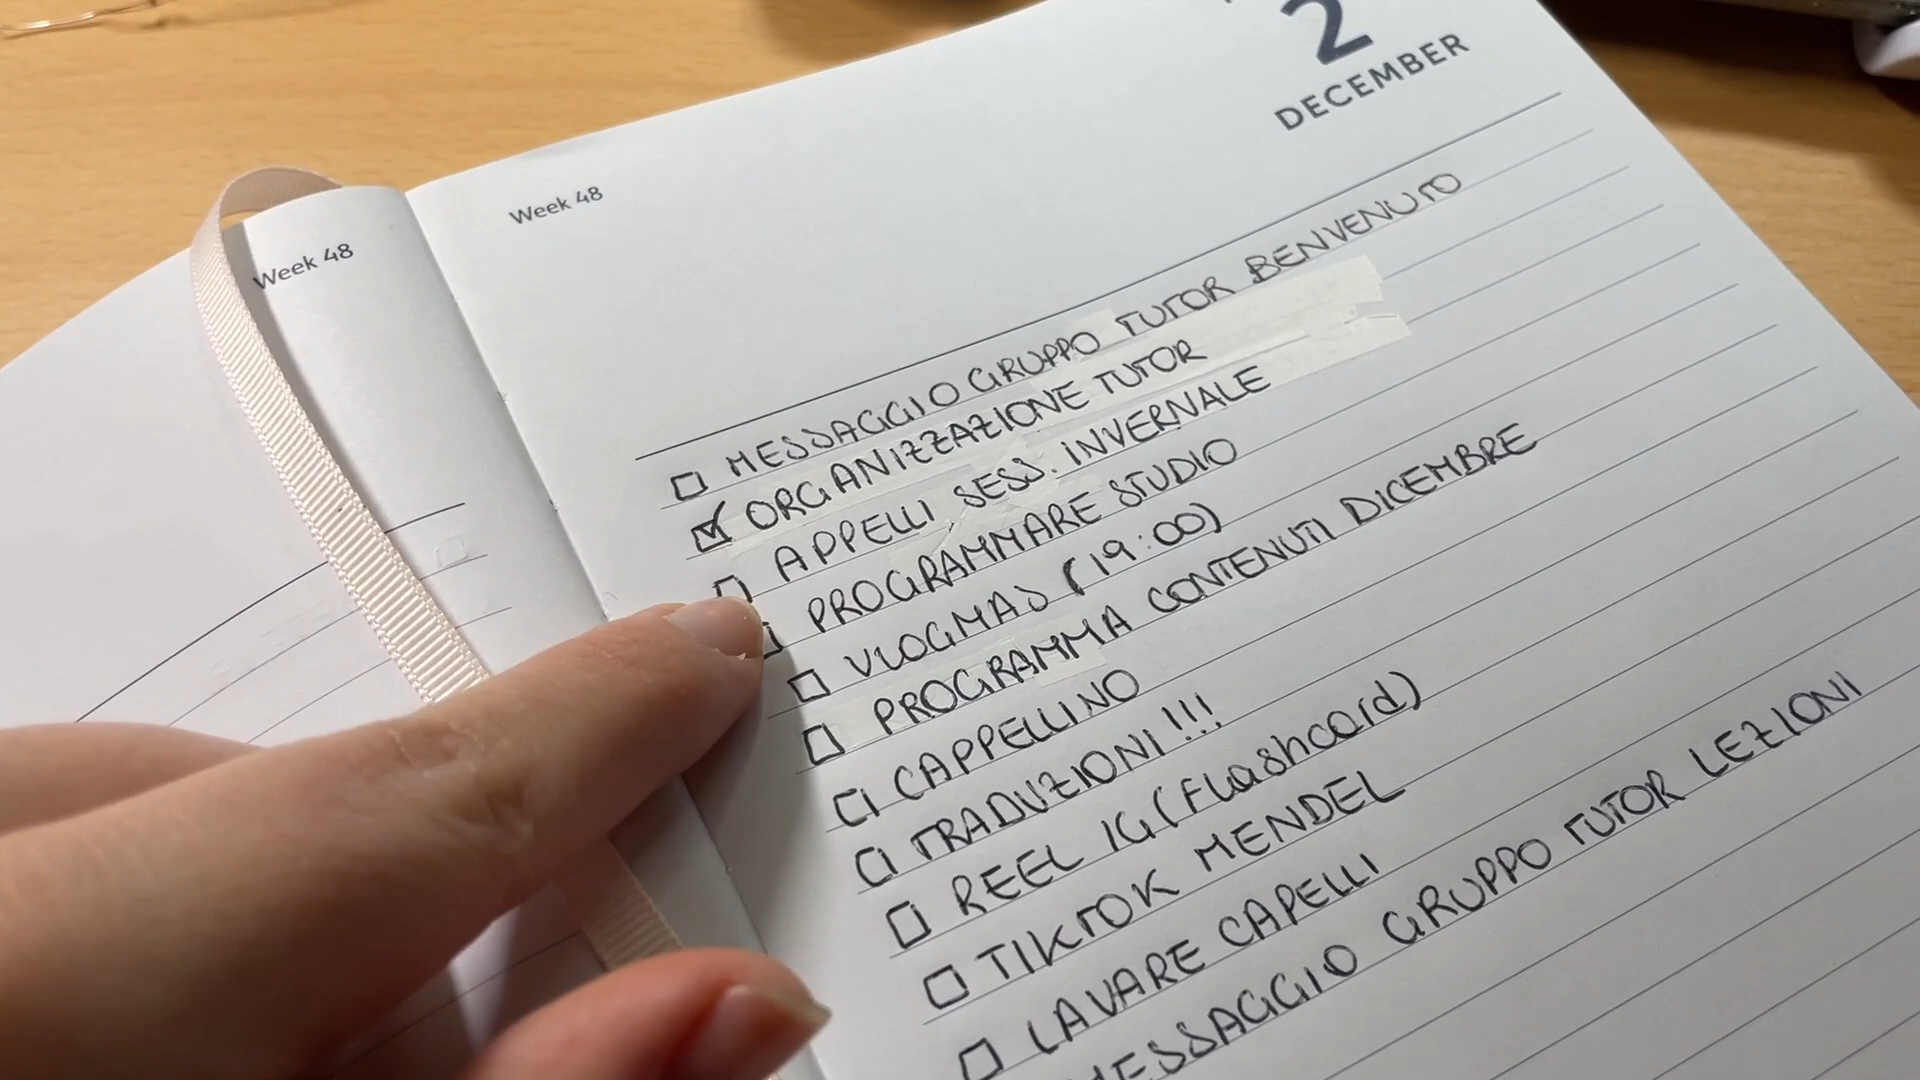 2
DECEMBER
Week 48
Week 48
MESSAGGIO GRUPPO TUTOR BENVENUTO
ORGANIZZAZIONE TUTOR
APPELLI SESS. INVERNALE
PROGRAMMARE STUDIO
VLOGMAS (19:00)
PROGRAMMA CONTENUTI DICEMBRE
CAPPELLINO
TRADUZIONI!!!
REEL IG (Flashcard)
TIKTOK MENDEL
LAVARE CAPELLI
MESSAGGIO GRUPPO TUTOR LEZIONI